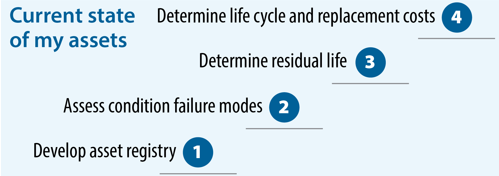 Current state Determine life cycle and replacement costs 4
of my assets
Determine residual life 3
Assess condition failure modes 2
Develop asset registry 1